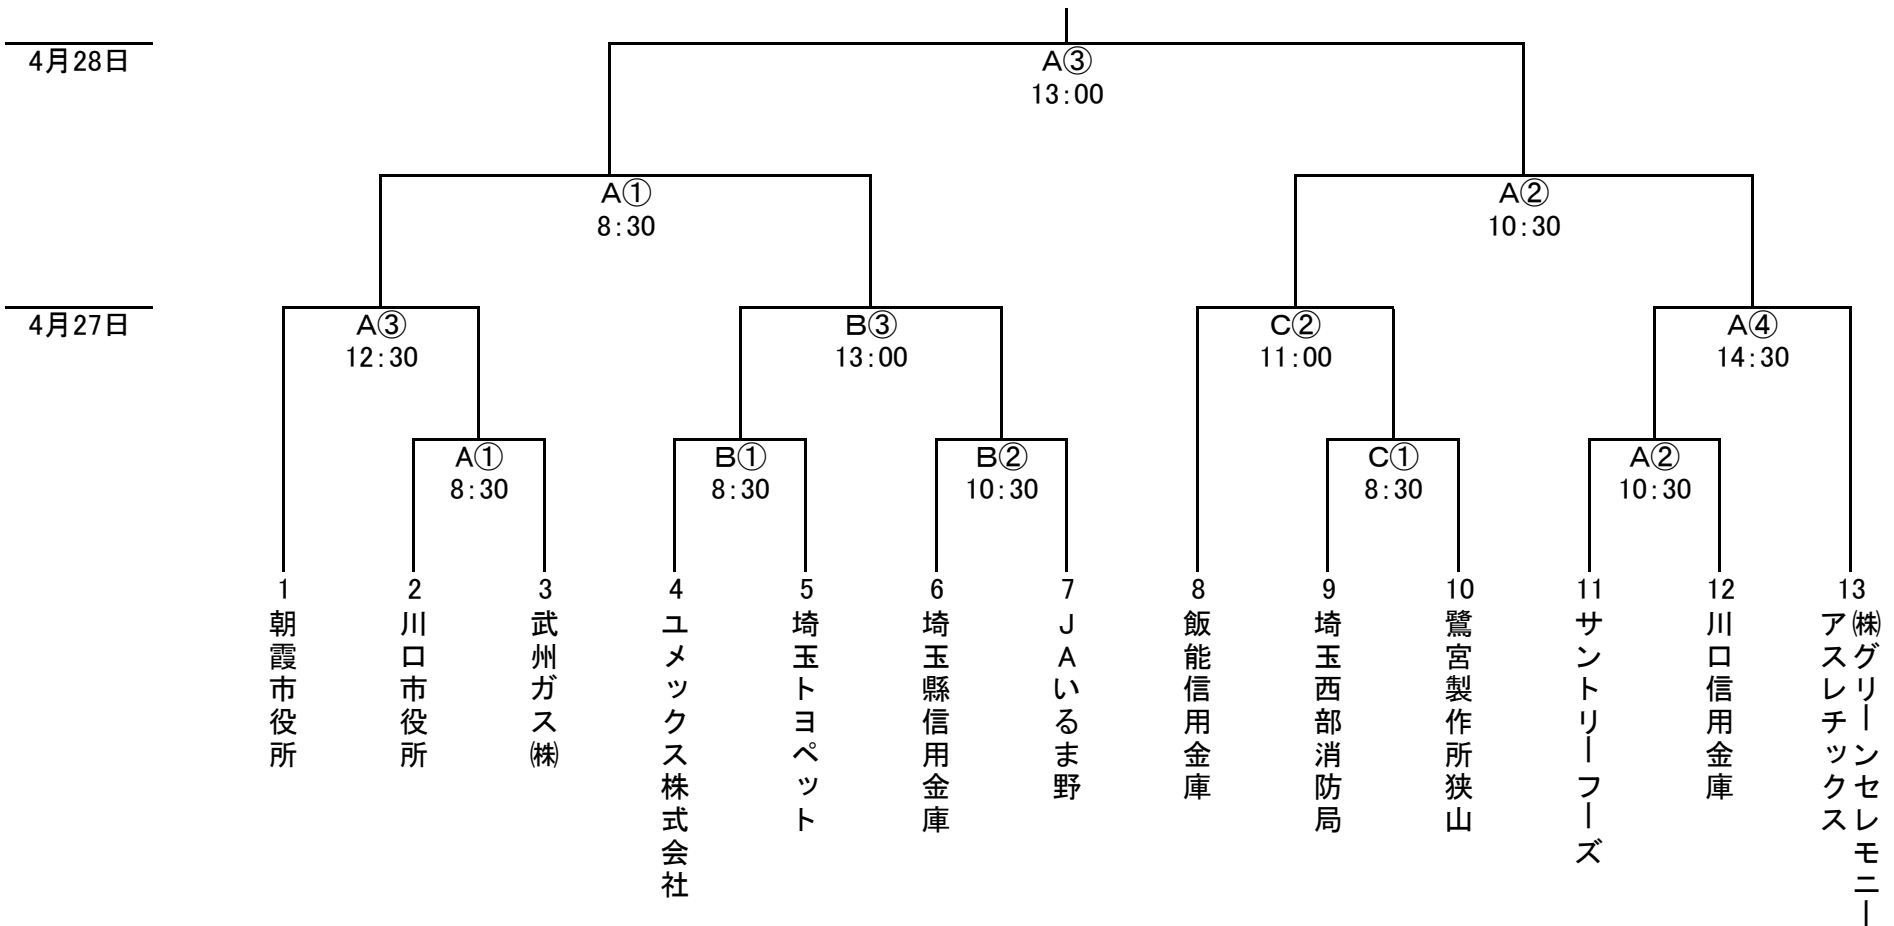 4月28日
A③
13:00
A①
8:30
A②
10:30
4月27日
A③
12:30
B③
13:00
C②
11:00
A④
14:30
A①
8:30
B①
8:30
B②
10:30
C①
8:30
A②
10:30
1
朝霞市役所
2
川口市役所
3
武州ガス㈱
4
ユメックス株式会社
5
埼玉トヨペット
6
埼玉縣信用金庫
7
JAいるま野
8
飯能信用金庫
9
埼玉西部消防局
10
鷺宮製作所狭山
11
サントリーフーズ
12
川口信用金庫
13
㈱グリーンセレモニー
アスレチックス